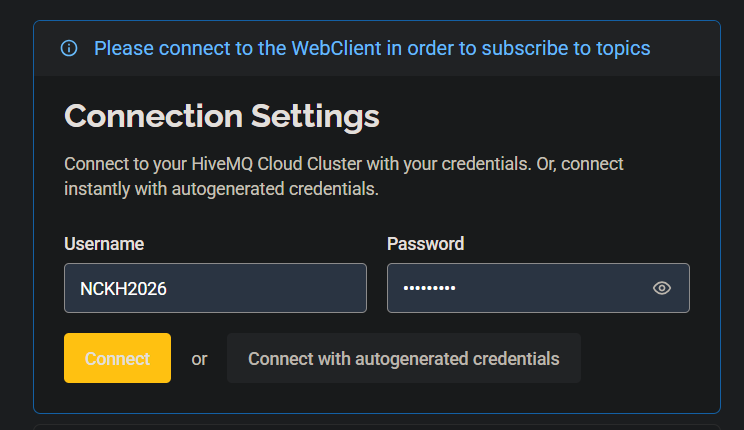 Please connect to the WebClient in order to subscribe to topics
Connection Settings
Connect to your HiveMQ Cloud Cluster with your credentials. Or, connect
instantly with autogenerated credentials.
Username
Password
NCKH2026
•••••••••
Connect
or
Connect with autogenerated credentials